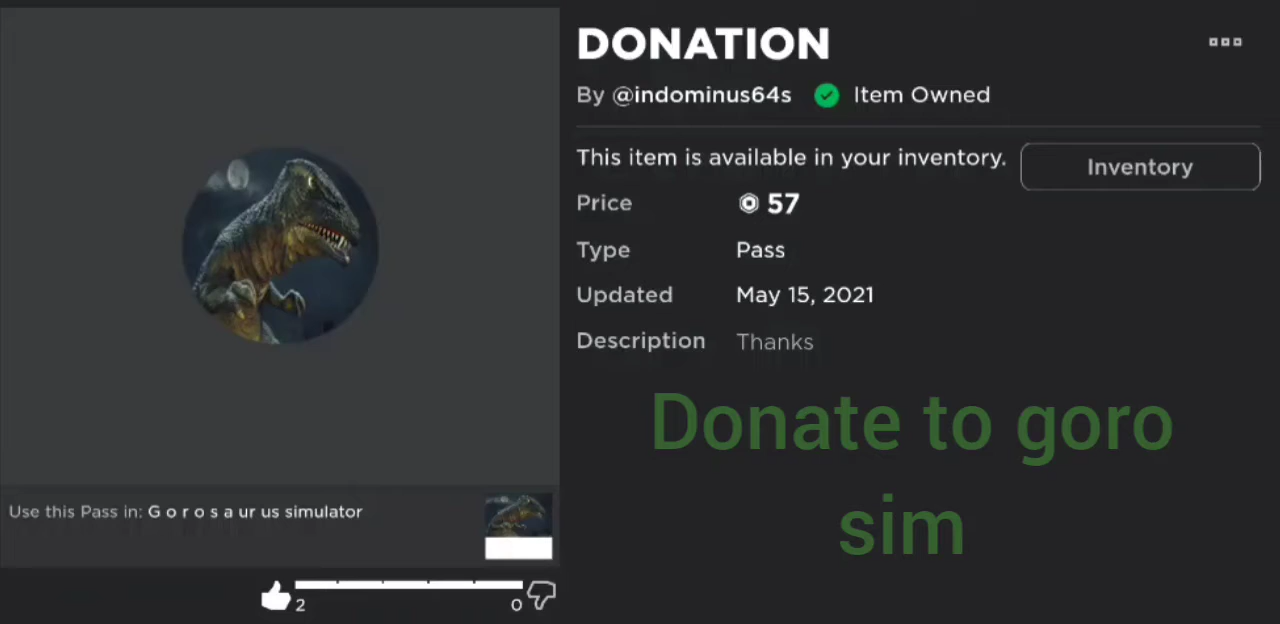 DONATION
By @indominus64s Item Owned
This item is available in your inventory.
Inventory
Price 57
Type Pass
Updated May 15, 2021
Description Thanks
Donate to goro
sim
Use this Pass in: G o r o s a ur us simulator
2 0